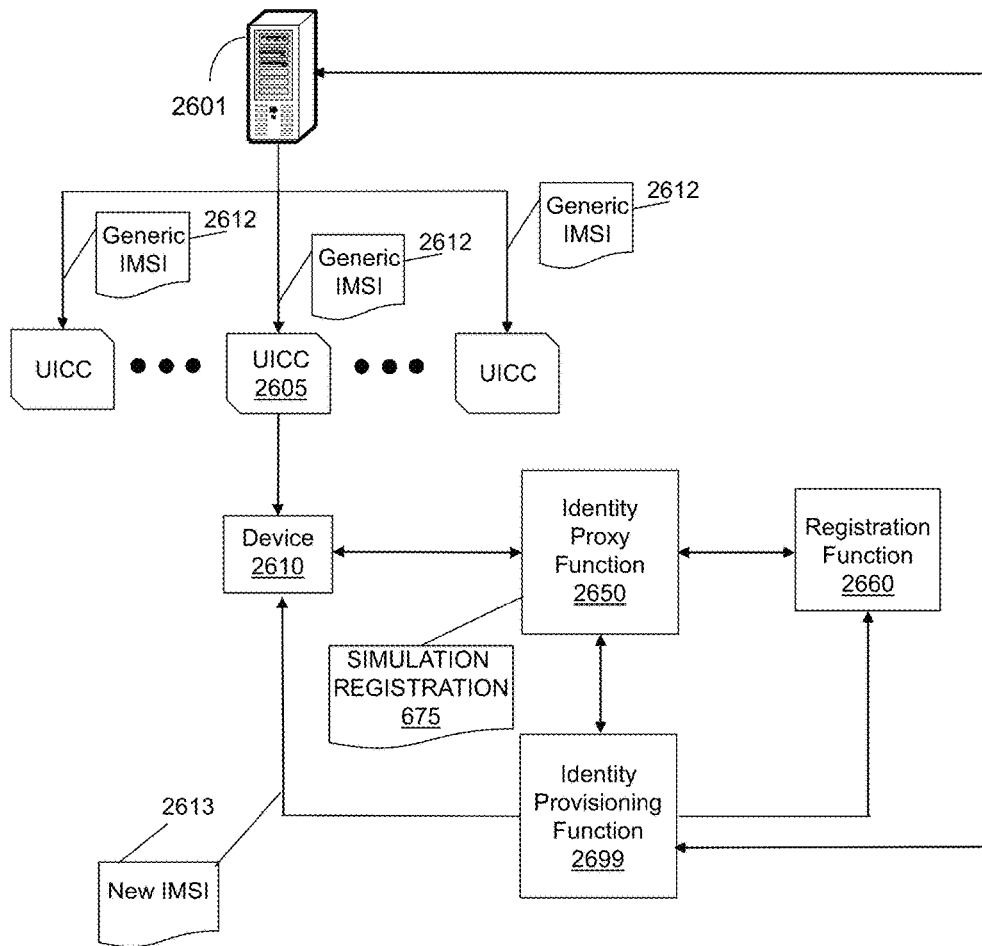 2601
Generic
IMSI
2612
Generic
IMSI
2612
Generic
IMSI
2612
UICC
UICC
2605
UICC
Device
2610
Identity
Proxy
Function
2650
Registration
Function
2660
SIMULATION
REGISTRATION
675
Identity
Provisioning
Function
2699
2613
New IMSI